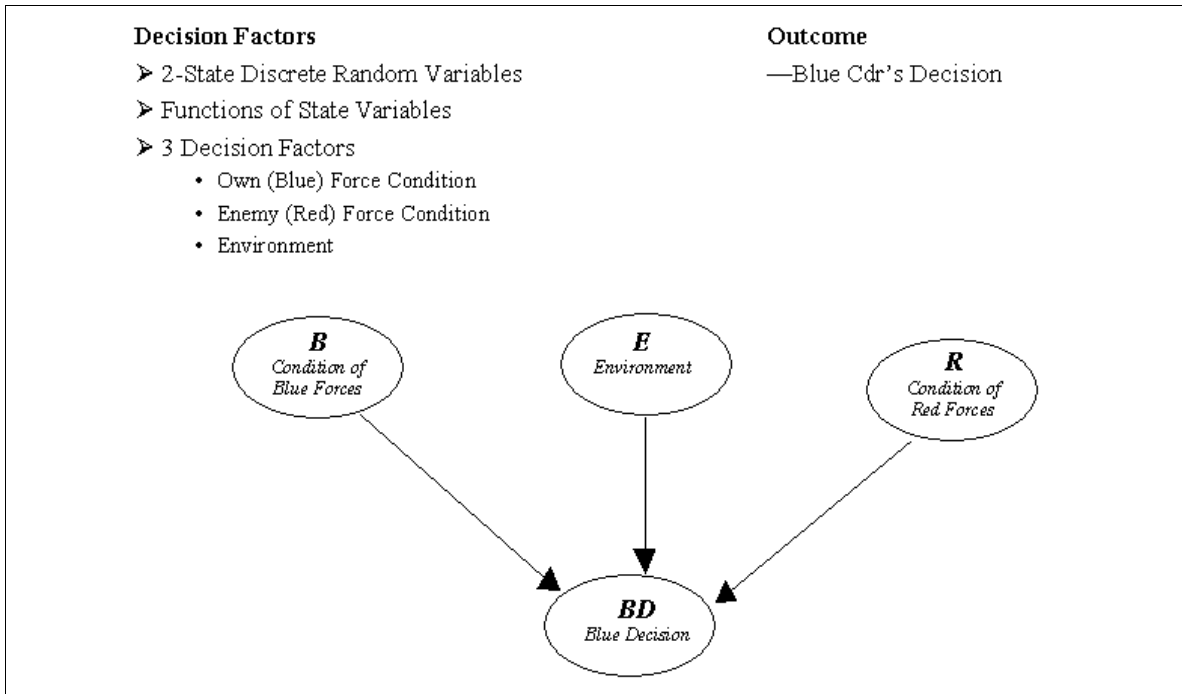 Decision Factors
➢ 2-State Discrete Random Variables
➢ Functions of State Variables
➢ 3 Decision Factors
• Own (Blue) Force Condition
• Enemy (Red) Force Condition
• Environment
Outcome
—Blue Cdr's Decision
B
Condition of
Blue Forces
E
Environment
R
Condition of
Red Forces
BD
Blue Decision